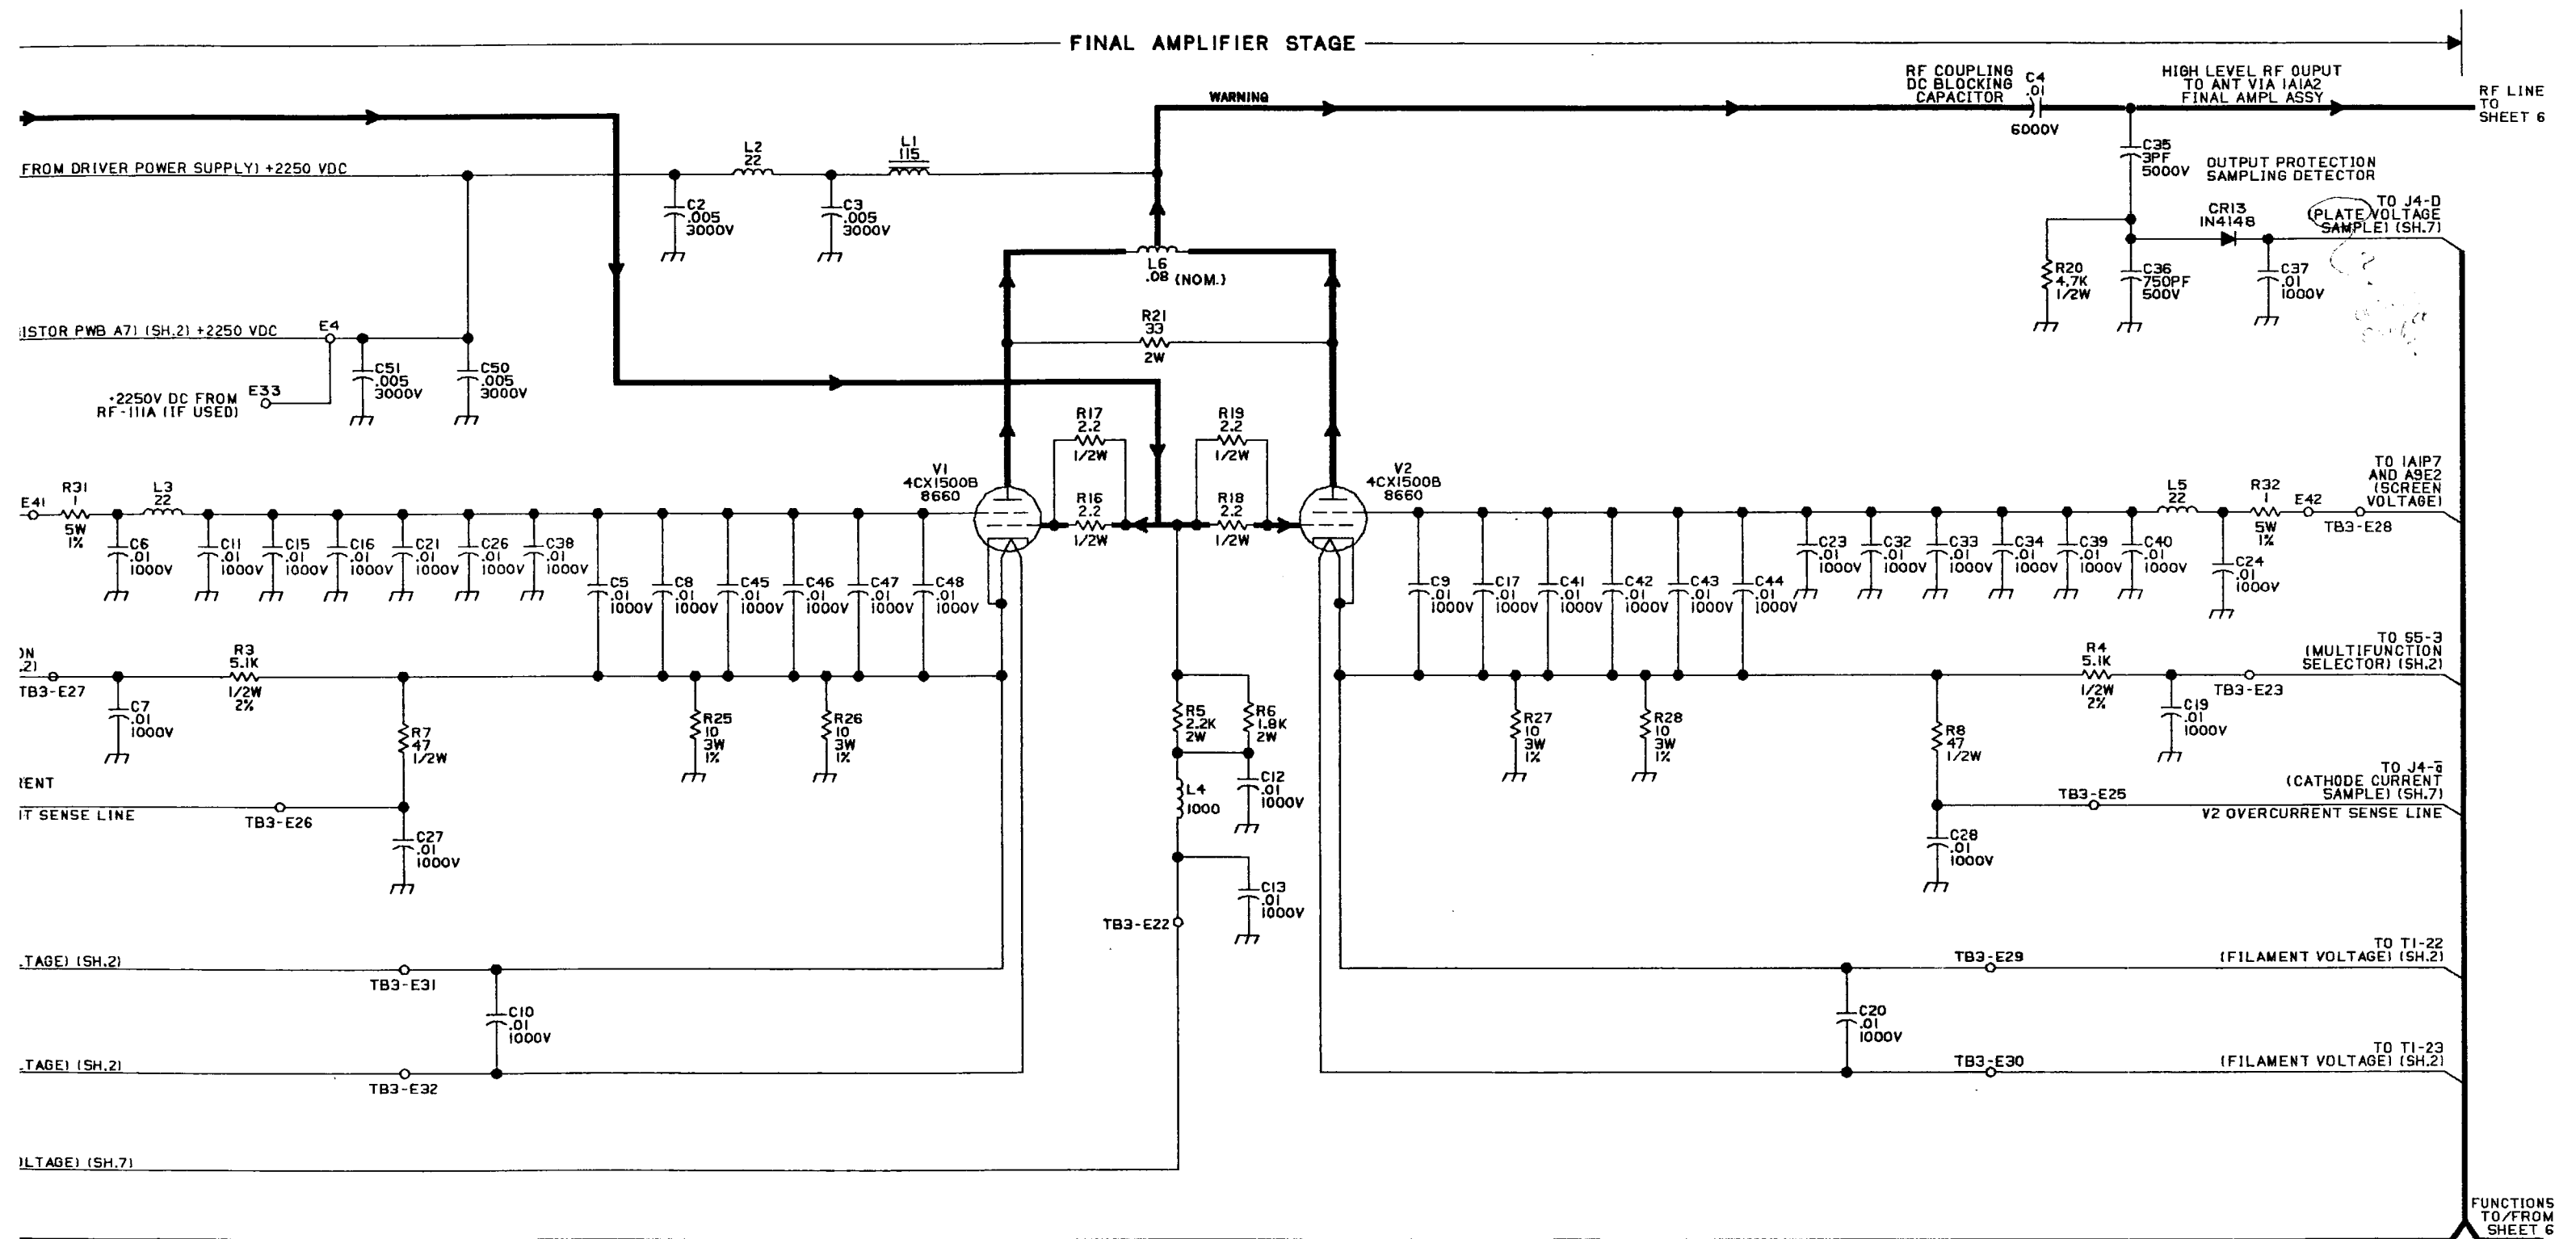 FINAL AMPLIFIER STAGE
WARNING
RF COUPLING
DC BLOCKING
CAPACITOR
C4
.01
6000V
HIGH LEVEL RF OUPUT
TO ANT VIA 1A1A2
FINAL AMPL ASSY
RF LINE
TO
SHEET 6
FROM DRIVER POWER SUPPLY) +2250 VDC
L2
22
L1
115
C2
.005
3000V
C3
.005
3000V
L6
.08 (NOM.)
C35
3PF
5000V
OUTPUT PROTECTION
SAMPLING DETECTOR
CR13
1N4148
TO J4-D
(PLATE VOLTAGE
SAMPLE) (SH.7)
R20
4.7K
1/2W
C36
750PF
500V
C37
.01
1000V
ISTOR PWB A7) (SH.2) +2250 VDC
E4
C51
.005
3000V
C50
.005
3000V
+2250V DC FROM
RF-111A (IF USED)
E33
R21
33
2W
R17
2.2
1/2W
R19
2.2
1/2W
R16
2.2
1/2W
R18
2.2
1/2W
V1
4CX1500B
8660
V2
4CX1500B
8660
E41
R31
1
5W
1%
L3
22
C6
.01
1000V
C11
.01
1000V
C15
.01
1000V
C16
.01
1000V
C21
.01
1000V
C26
.01
1000V
C38
.01
1000V
C5
.01
1000V
C8
.01
1000V
C45
.01
1000V
C46
.01
1000V
C47
.01
1000V
C48
.01
1000V
C9
.01
1000V
C17
.01
1000V
C41
.01
1000V
C42
.01
1000V
C43
.01
1000V
C44
.01
1000V
C23
.01
1000V
C32
.01
1000V
C33
.01
1000V
C34
.01
1000V
C39
.01
1000V
C40
.01
1000V
L5
22
C24
.01
1000V
R32
1
5W
1%
E42
TB3-E28
TO 1A1P7
AND A9E2
(SCREEN
VOLTAGE)
ON
.2)
TB3-E27
C7
.01
1000V
R3
5.1K
1/2W
2%
R7
47
1/2W
R25
10
3W
1%
R26
10
3W
1%
R5
2.2K
2W
R6
1.8K
2W
R27
10
3W
1%
R28
10
3W
1%
R8
47
1/2W
R4
5.1K
1/2W
2%
C19
.01
1000V
TB3-E23
TO S5-3
(MULTIFUNCTION
SELECTOR) (SH.2)
RENT
IT SENSE LINE
TB3-E26
C27
.01
1000V
L4
1000
C12
.01
1000V
C13
.01
1000V
TB3-E22
C28
.01
1000V
TB3-E25
TO J4-a
(CATHODE CURRENT
SAMPLE) (SH.7)
V2 OVERCURRENT SENSE LINE
.TAGE) (SH.2)
TB3-E31
C10
.01
1000V
.TAGE) (SH.2)
TB3-E32
TB3-E29
TO T1-22
(FILAMENT VOLTAGE) (SH.2)
C20
.01
1000V
TB3-E30
TO T1-23
(FILAMENT VOLTAGE) (SH.2)
LTAGE) (SH.7)
FUNCTIONS
TO/FROM
SHEET 6